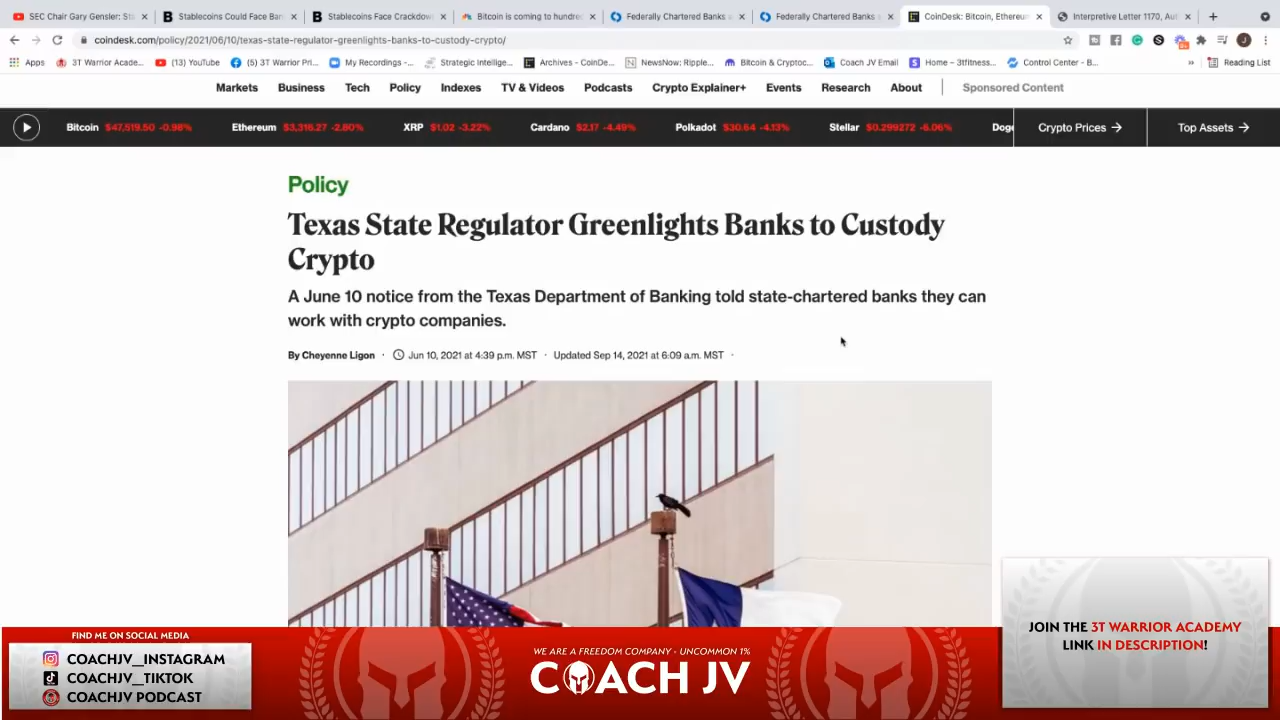 SEC Chair Gary Gensler: Sta
Stablecoins Could Face Ban
Stablecoins Face Crackdow
Bitcoin is coming to hundre
Federally Chartered Banks a
Federally Chartered Banks
CoinDesk: Bitcoin, Ethereum
Interpretive Letter 1170, Aut
coindesk.com/policy/2021/06/10/texas-state-regulator-greenlights-banks-to-custody-crypto/
Apps
3T Warrior Acade...
(13) YouTube
(5) 3T Warrior Pri...
My Recordings -...
Strategic Intellige...
Archives - CoinDe...
NewsNow: Ripple...
Bitcoin & Cryptoc...
Coach JV Email
Home – 3tfitness...
Control Center - B...
»
Reading List
Markets Business Tech Policy Indexes TV & Videos Podcasts Crypto Explainer+ Events Research About Sponsored Content
Bitcoin $47,519.50 -0.98% Ethereum $3,316.27 -2.80% XRP $1.02 -3.22% Cardano $2.17 -4.49% Polkadot $30.64 -4.13% Stellar $0.299272 -6.06% Doge Crypto Prices → Top Assets →
Policy
Texas State Regulator Greenlights Banks to Custody
Crypto
A June 10 notice from the Texas Department of Banking told state-chartered banks they can
work with crypto companies.
By Cheyenne Ligon · Jun 10, 2021 at 4:39 p.m. MST · Updated Sep 14, 2021 at 6:09 a.m. MST ·
FIND ME ON SOCIAL MEDIA
COACHJV_INSTAGRAM
COACHJV_TIKTOK
COACHJV PODCAST
WE ARE A FREEDOM COMPANY - UNCOMMON 1%
COACH JV
JOIN THE 3T WARRIOR ACADEMY
LINK IN DESCRIPTION!